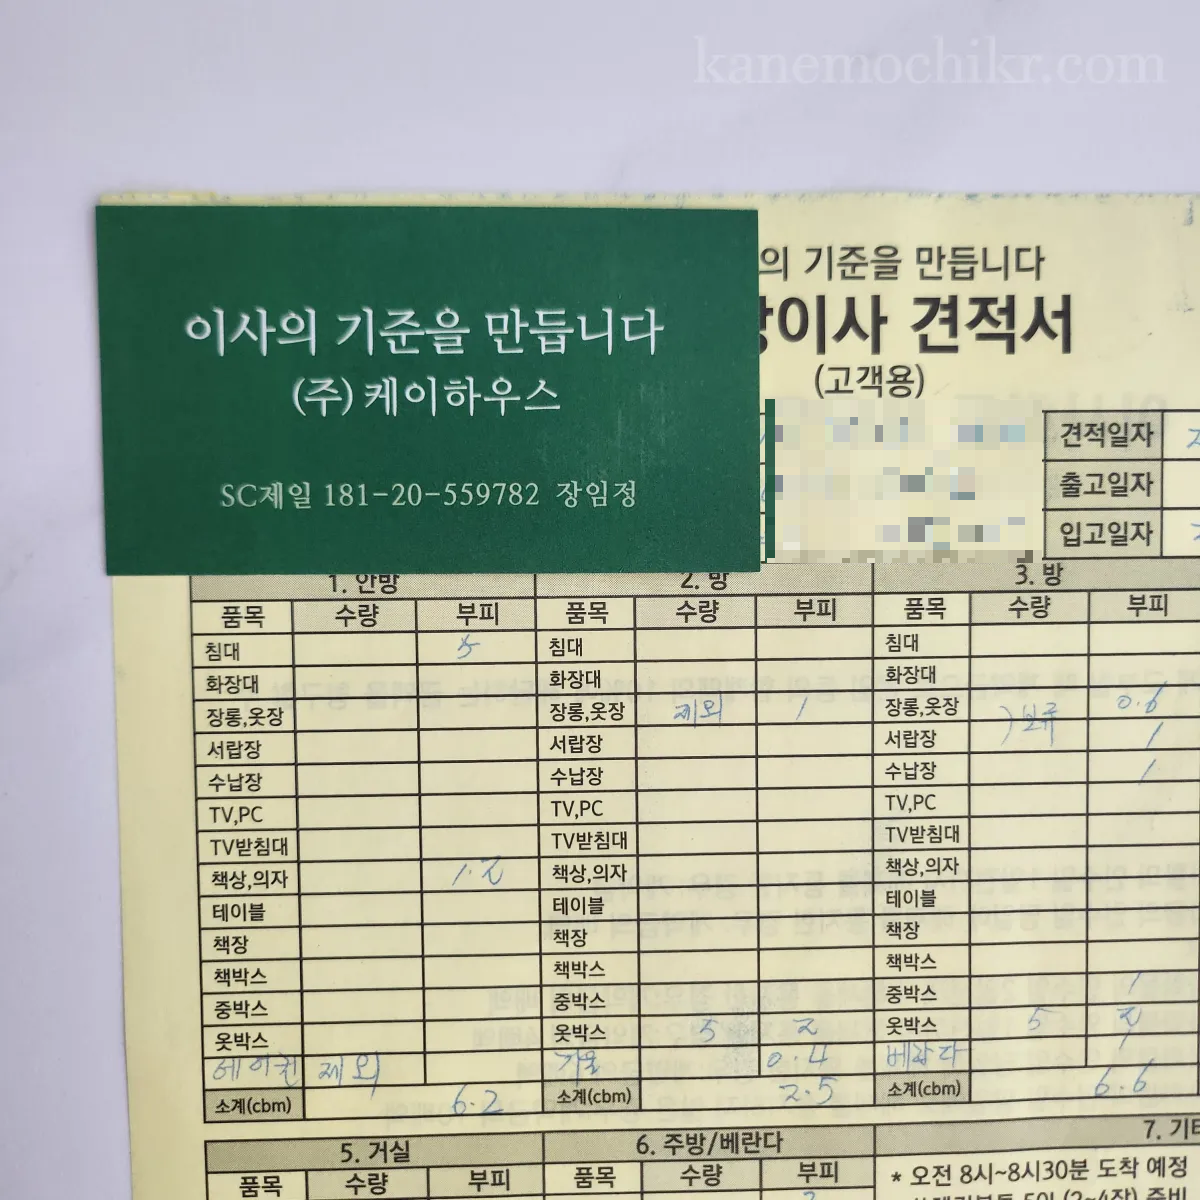 kanemochikr.com
이사의 기준을 만듭니다
(주) 케이하우스
SC제일 181-20-559782 장임정
의 기준을 만듭니다
이사 견적서
(고객용)
견적일자
출고일자
입고일자
1. 안방 2. 방 3. 방
품목 수량 부피 품목 수량 부피 품목 수량 부피
침대 5 침대 침대
화장대 화장대 화장대
장롱,옷장 장롱,옷장 제외 1 장롱,옷장 보류 0.6
서랍장 서랍장 서랍장 1
수납장 수납장 수납장 1
TV,PC TV,PC TV,PC
TV받침대 TV받침대 TV받침대
책상,의자 1.2 책상,의자 책상,의자
테이블 테이블 테이블
책장 책장 책장
책박스 책박스 책박스
중박스 중박스 중박스 1
옷박스 옷박스 5 2 옷박스 5 2
에어컨 제외 거울 0.4 베란다 1
소계(cbm) 6.2 소계(cbm) 2.5 소계(cbm) 6.6
5. 거실 6. 주방/베란다 7. 기타
품목 수량 부피 품목 수량 부피 * 오전 8시~8시30분 도착 예정